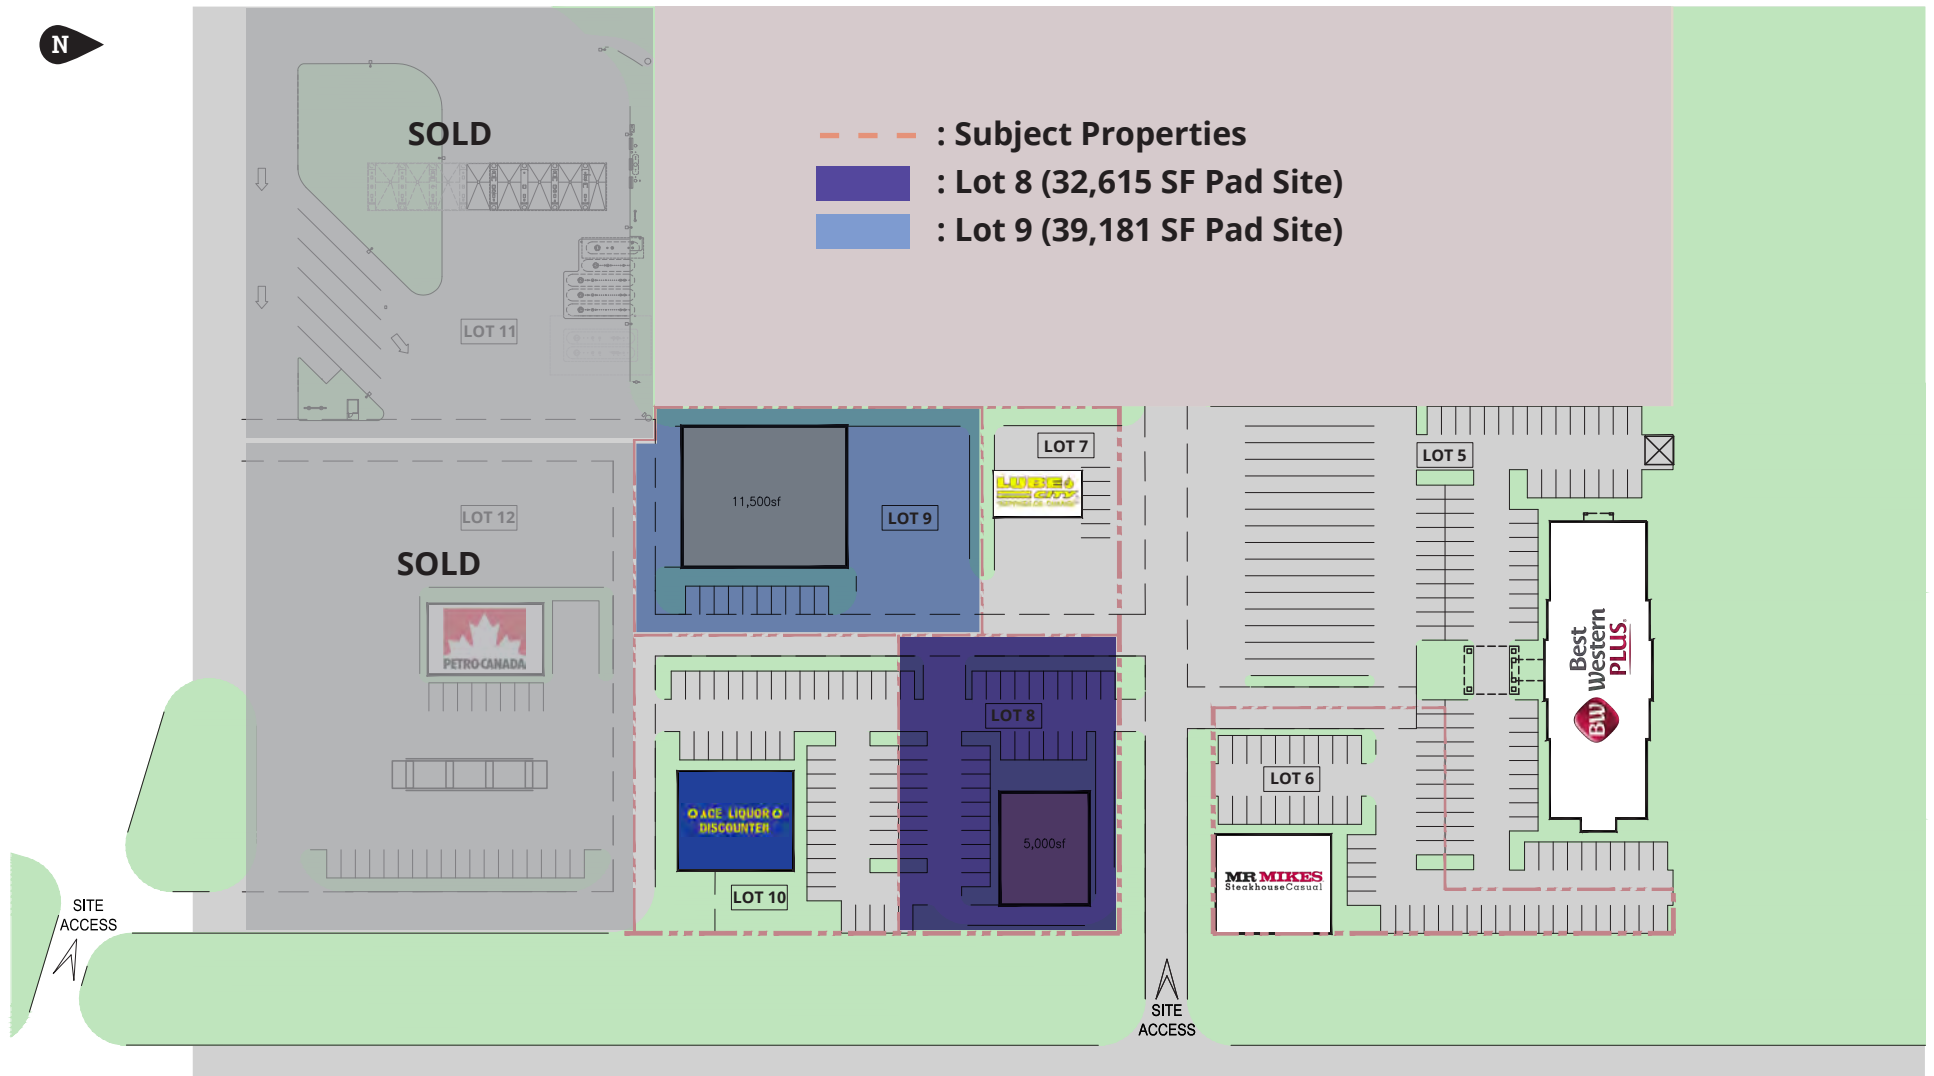 N
SOLD
: Subject Properties
: Lot 8 (32,615 SF Pad Site)
: Lot 9 (39,181 SF Pad Site)
LOT 11
LOT 12
SOLD
PETRO-CANADA
11,500sf
LOT 9
LOT 7
LUBE
CITY
LOT 5
Best
Western
PLUS
BW
LOT 8
5,000sf
ACE LIQUOR
DISCOUNTER
LOT 10
LOT 6
MR MIKES
SteakhouseCasual
SITE
ACCESS
SITE
ACCESS